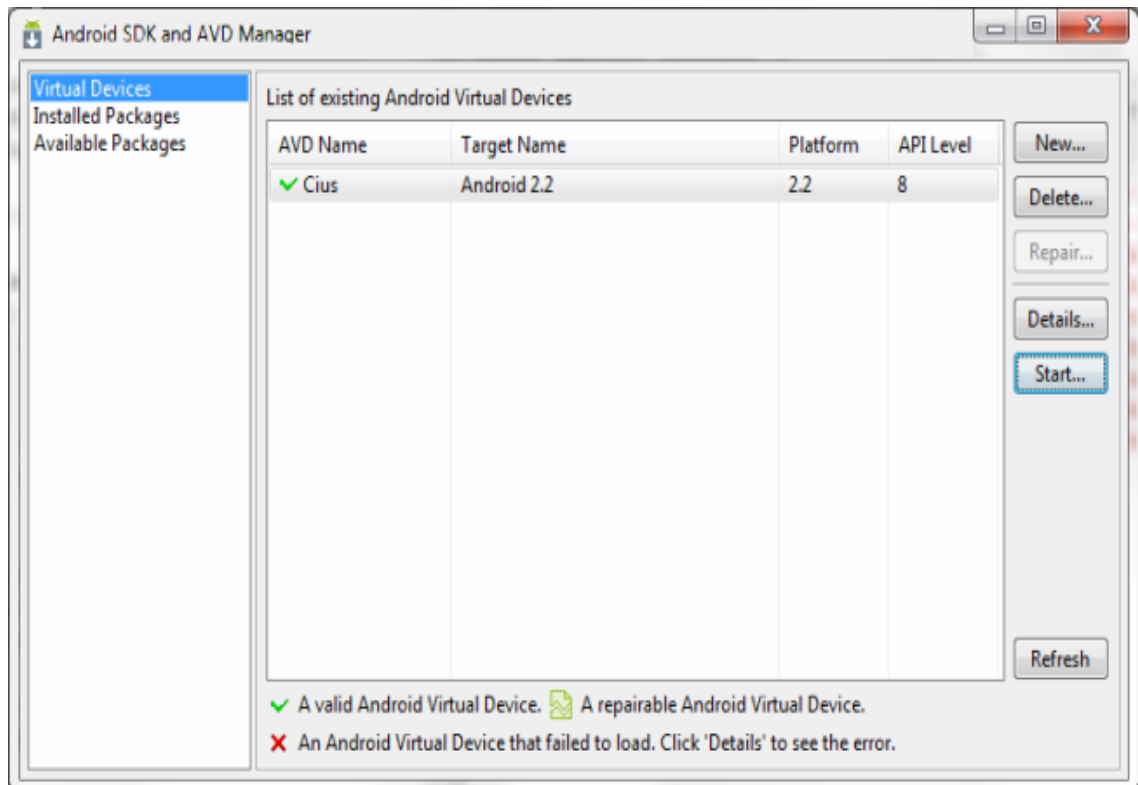 Android SDK and AVD Manager
Virtual Devices
Installed Packages
Available Packages
List of existing Android Virtual Devices
AVD Name Target Name Platform API Level
Cius Android 2.2 2.2 8
New...
Delete...
Repair...
Details...
Start...
Refresh
A valid Android Virtual Device. A repairable Android Virtual Device.
An Android Virtual Device that failed to load. Click 'Details' to see the error.